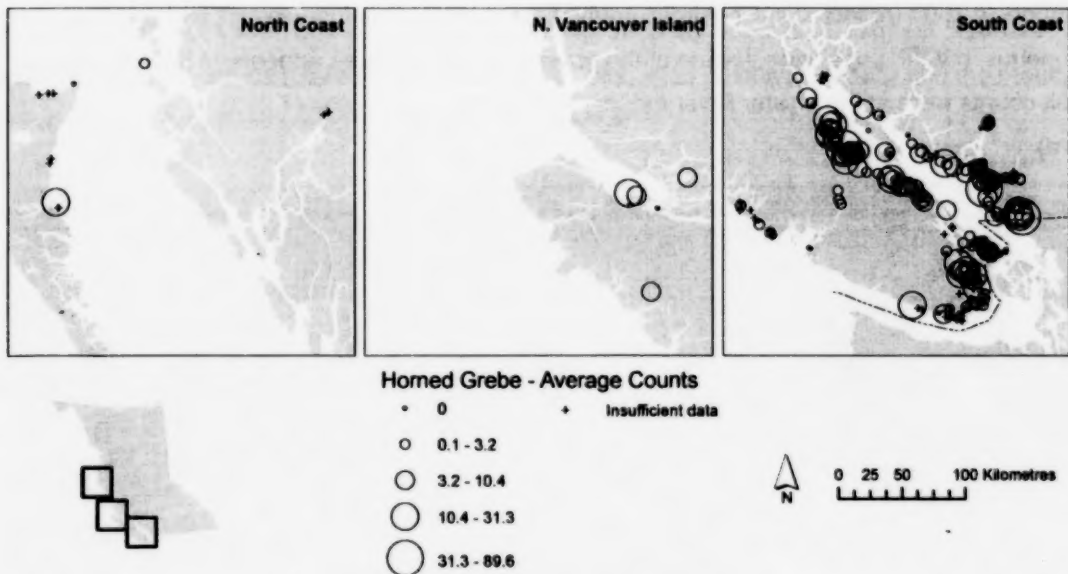 North Coast
N. Vancouver Island
South Coast
Horned Grebe - Average Counts
0
Insufficient data
0.1 - 3.2
3.2 - 10.4
10.4 - 31.3
31.3 - 89.6
N
0 25 50 100 Kilometres